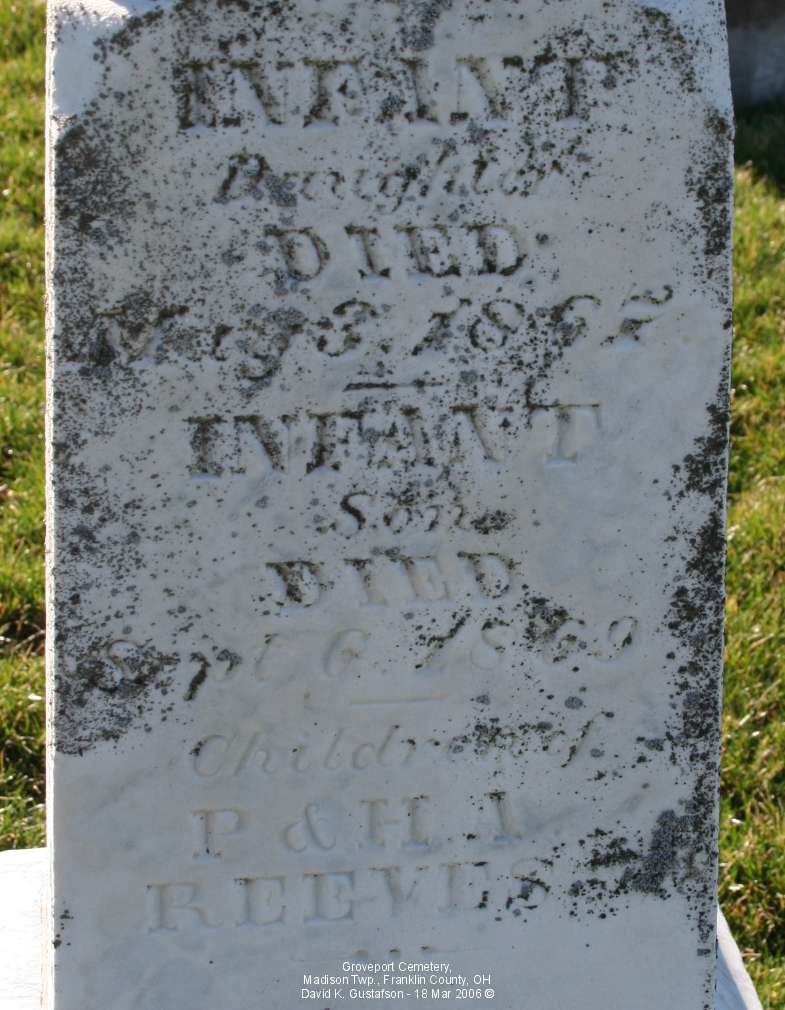 INFANT
Daughter
DIED
May 3, 1867
INFANT
Son
DIED
Sept 6, 1869
Children of
P & H. A.
REEVES
Groveport Cemetery,
Madison Twp., Franklin County, OH
David K. Gustafson - 18 Mar 2006 ©